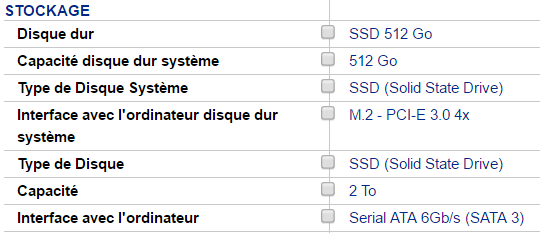 STOCKAGE
Disque dur SSD 512 Go
Capacité disque dur système 512 Go
Type de Disque Système SSD (Solid State Drive)
Interface avec l'ordinateur disque dur M.2 - PCI-E 3.0 4x
système
Type de Disque SSD (Solid State Drive)
Capacité 2 To
Interface avec l'ordinateur Serial ATA 6Gb/s (SATA 3)